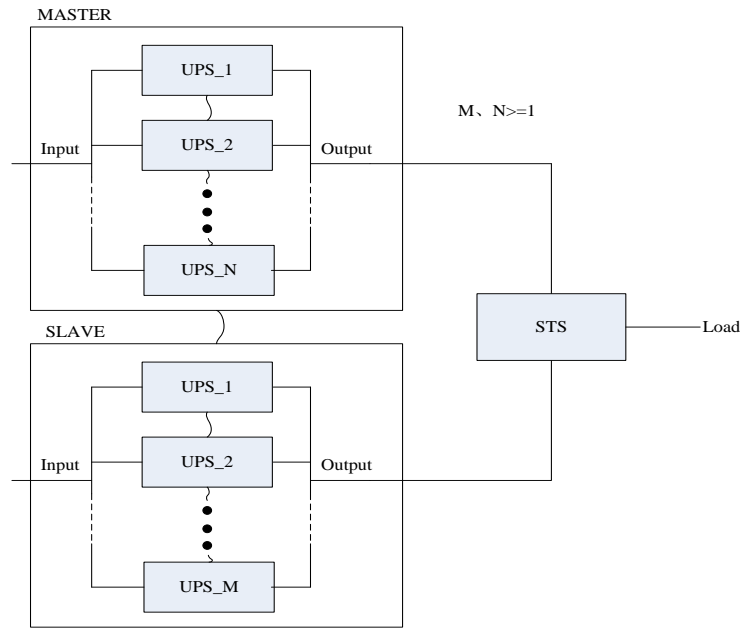 MASTER
UPS_1
M、N>=1
Input
UPS_2
Output
UPS_N
SLAVE
STS
Load
UPS_1
Input
UPS_2
Output
UPS_M